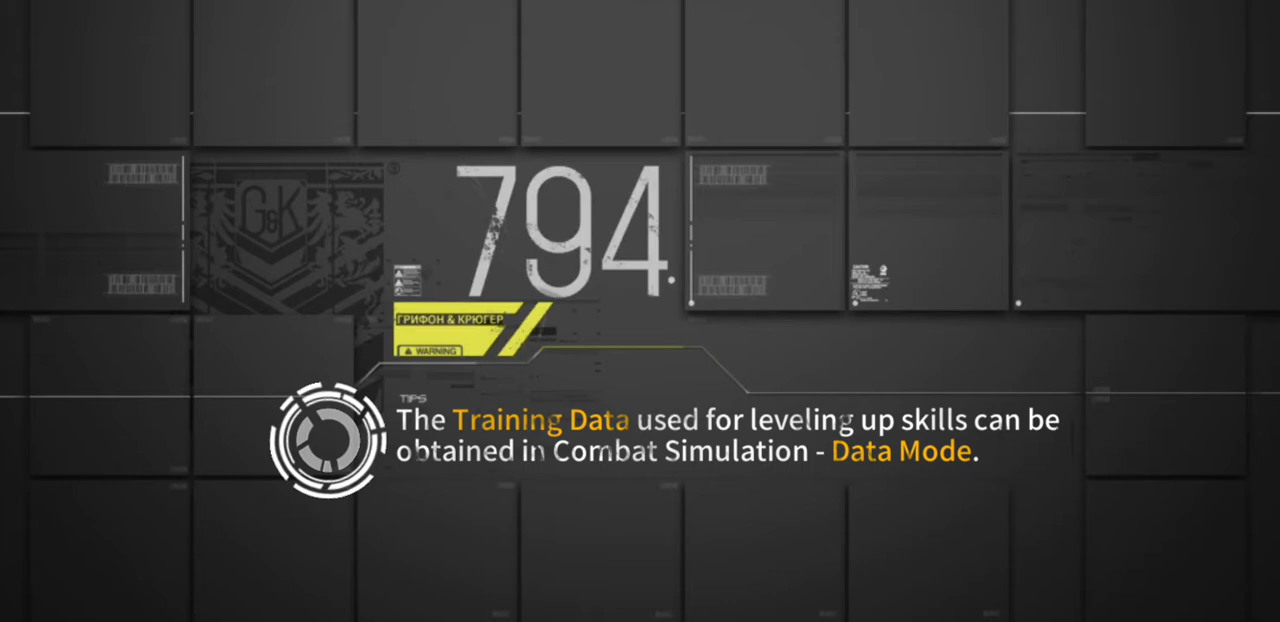 G&K
794.
ГРИФОН & КРЮГЕР
WARNING
TIPS
The Training Data used for leveling up skills can be
obtained in Combat Simulation - Data Mode.